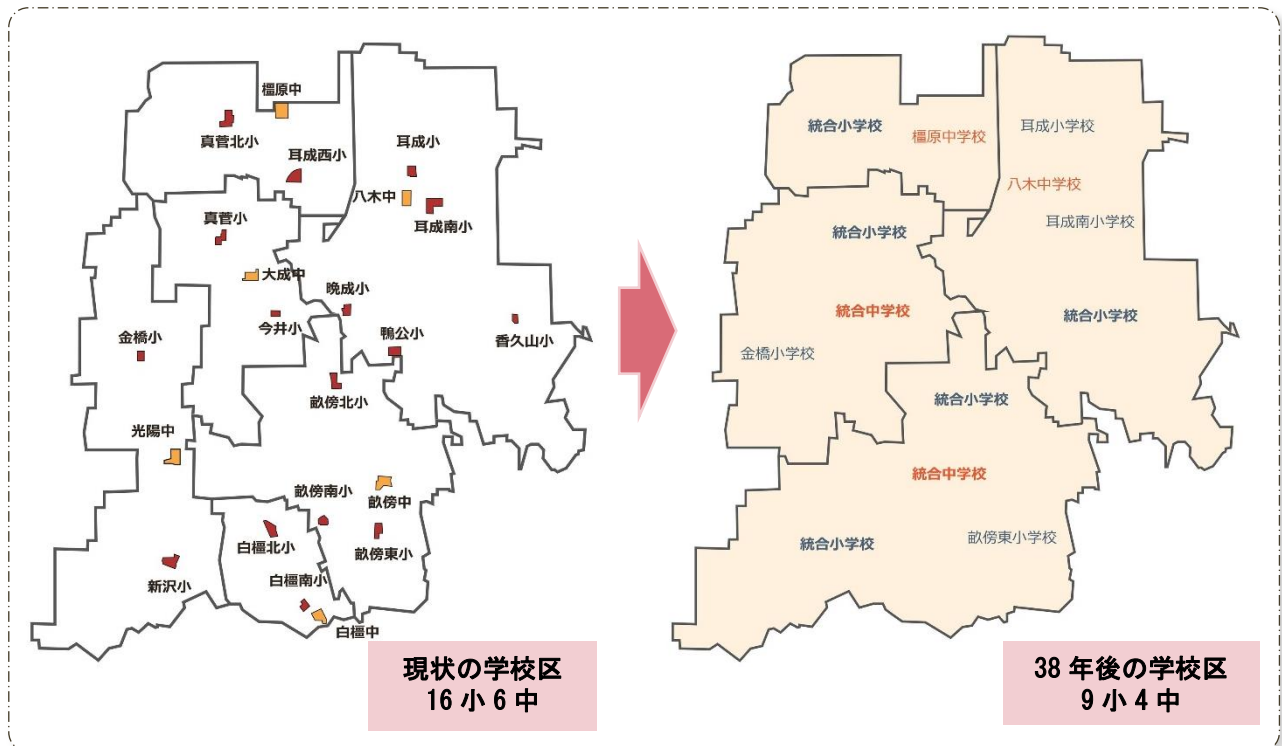 橿原中
真菅北小
耳成西小
耳成小
八木中
耳成南小
真菅小
大成中
今井小
晩成小
鴨公小
香久山小
金橋小
畝傍北小
光陽中
畝傍南小
畝傍中
畝傍東小
白橿北小
白橿南小
新沢小
白橿中
現状の学校区
16 小 6 中
統合小学校
橿原中学校
耳成小学校
八木中学校
耳成南小学校
統合小学校
統合中学校
統合小学校
金橋小学校
統合小学校
統合中学校
統合小学校
畝傍東小学校
38 年後の学校区
9 小 4 中